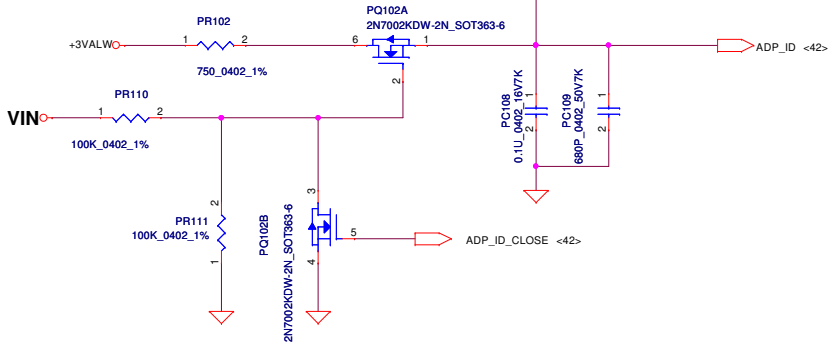 PQ102A
2N7002KDW-2N_SOT363-6
PR102
+3VALW
1
2
6
1
ADP_ID <42>
750_0402_1%
2
PR110
VIN
1
2
100K_0402_1%
PC108
0.1U_0402_16V7K
1
2
PC109
680P_0402_50V7K
1
2
2
PR111
100K_0402_1%
1
PQ102B
2N7002KDW-2N_SOT363-6
3
5
4
ADP_ID_CLOSE <42>